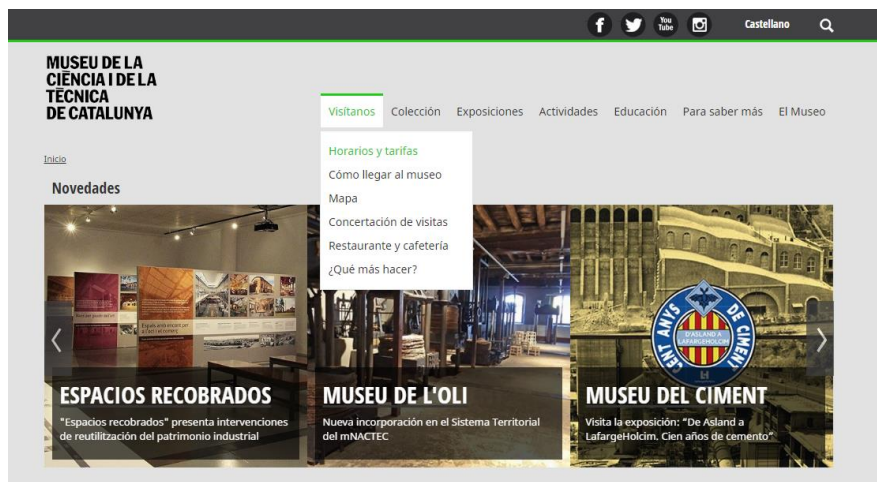 You
Tube
Castellano
MUSEU DE LA
CIÈNCIA I DE LA
TÈCNICA
DE CATALUNYA
Visítanos Colección Exposiciones Actividades Educación Para saber más El Museo
Inicio
Horarios y tarifas
Cómo llegar al museo
Mapa
Concertación de visitas
Restaurante y cafetería
¿Qué más hacer?
Novedades
ESPACIOS RECOBRADOS
"Espacios recobrados" presenta intervenciones
de reutilitzación del patrimonio industrial
MUSEU DE L'OLI
Nueva incorporación en el Sistema Territorial
del mNACTEC
CENT ANYS DE CIMENT
D'ASLAND A
LAFARGEHOLCIM
MUSEU DEL CIMENT
Visita la exposición: "De Asland a
LafargeHolcim. Cien años de cemento"